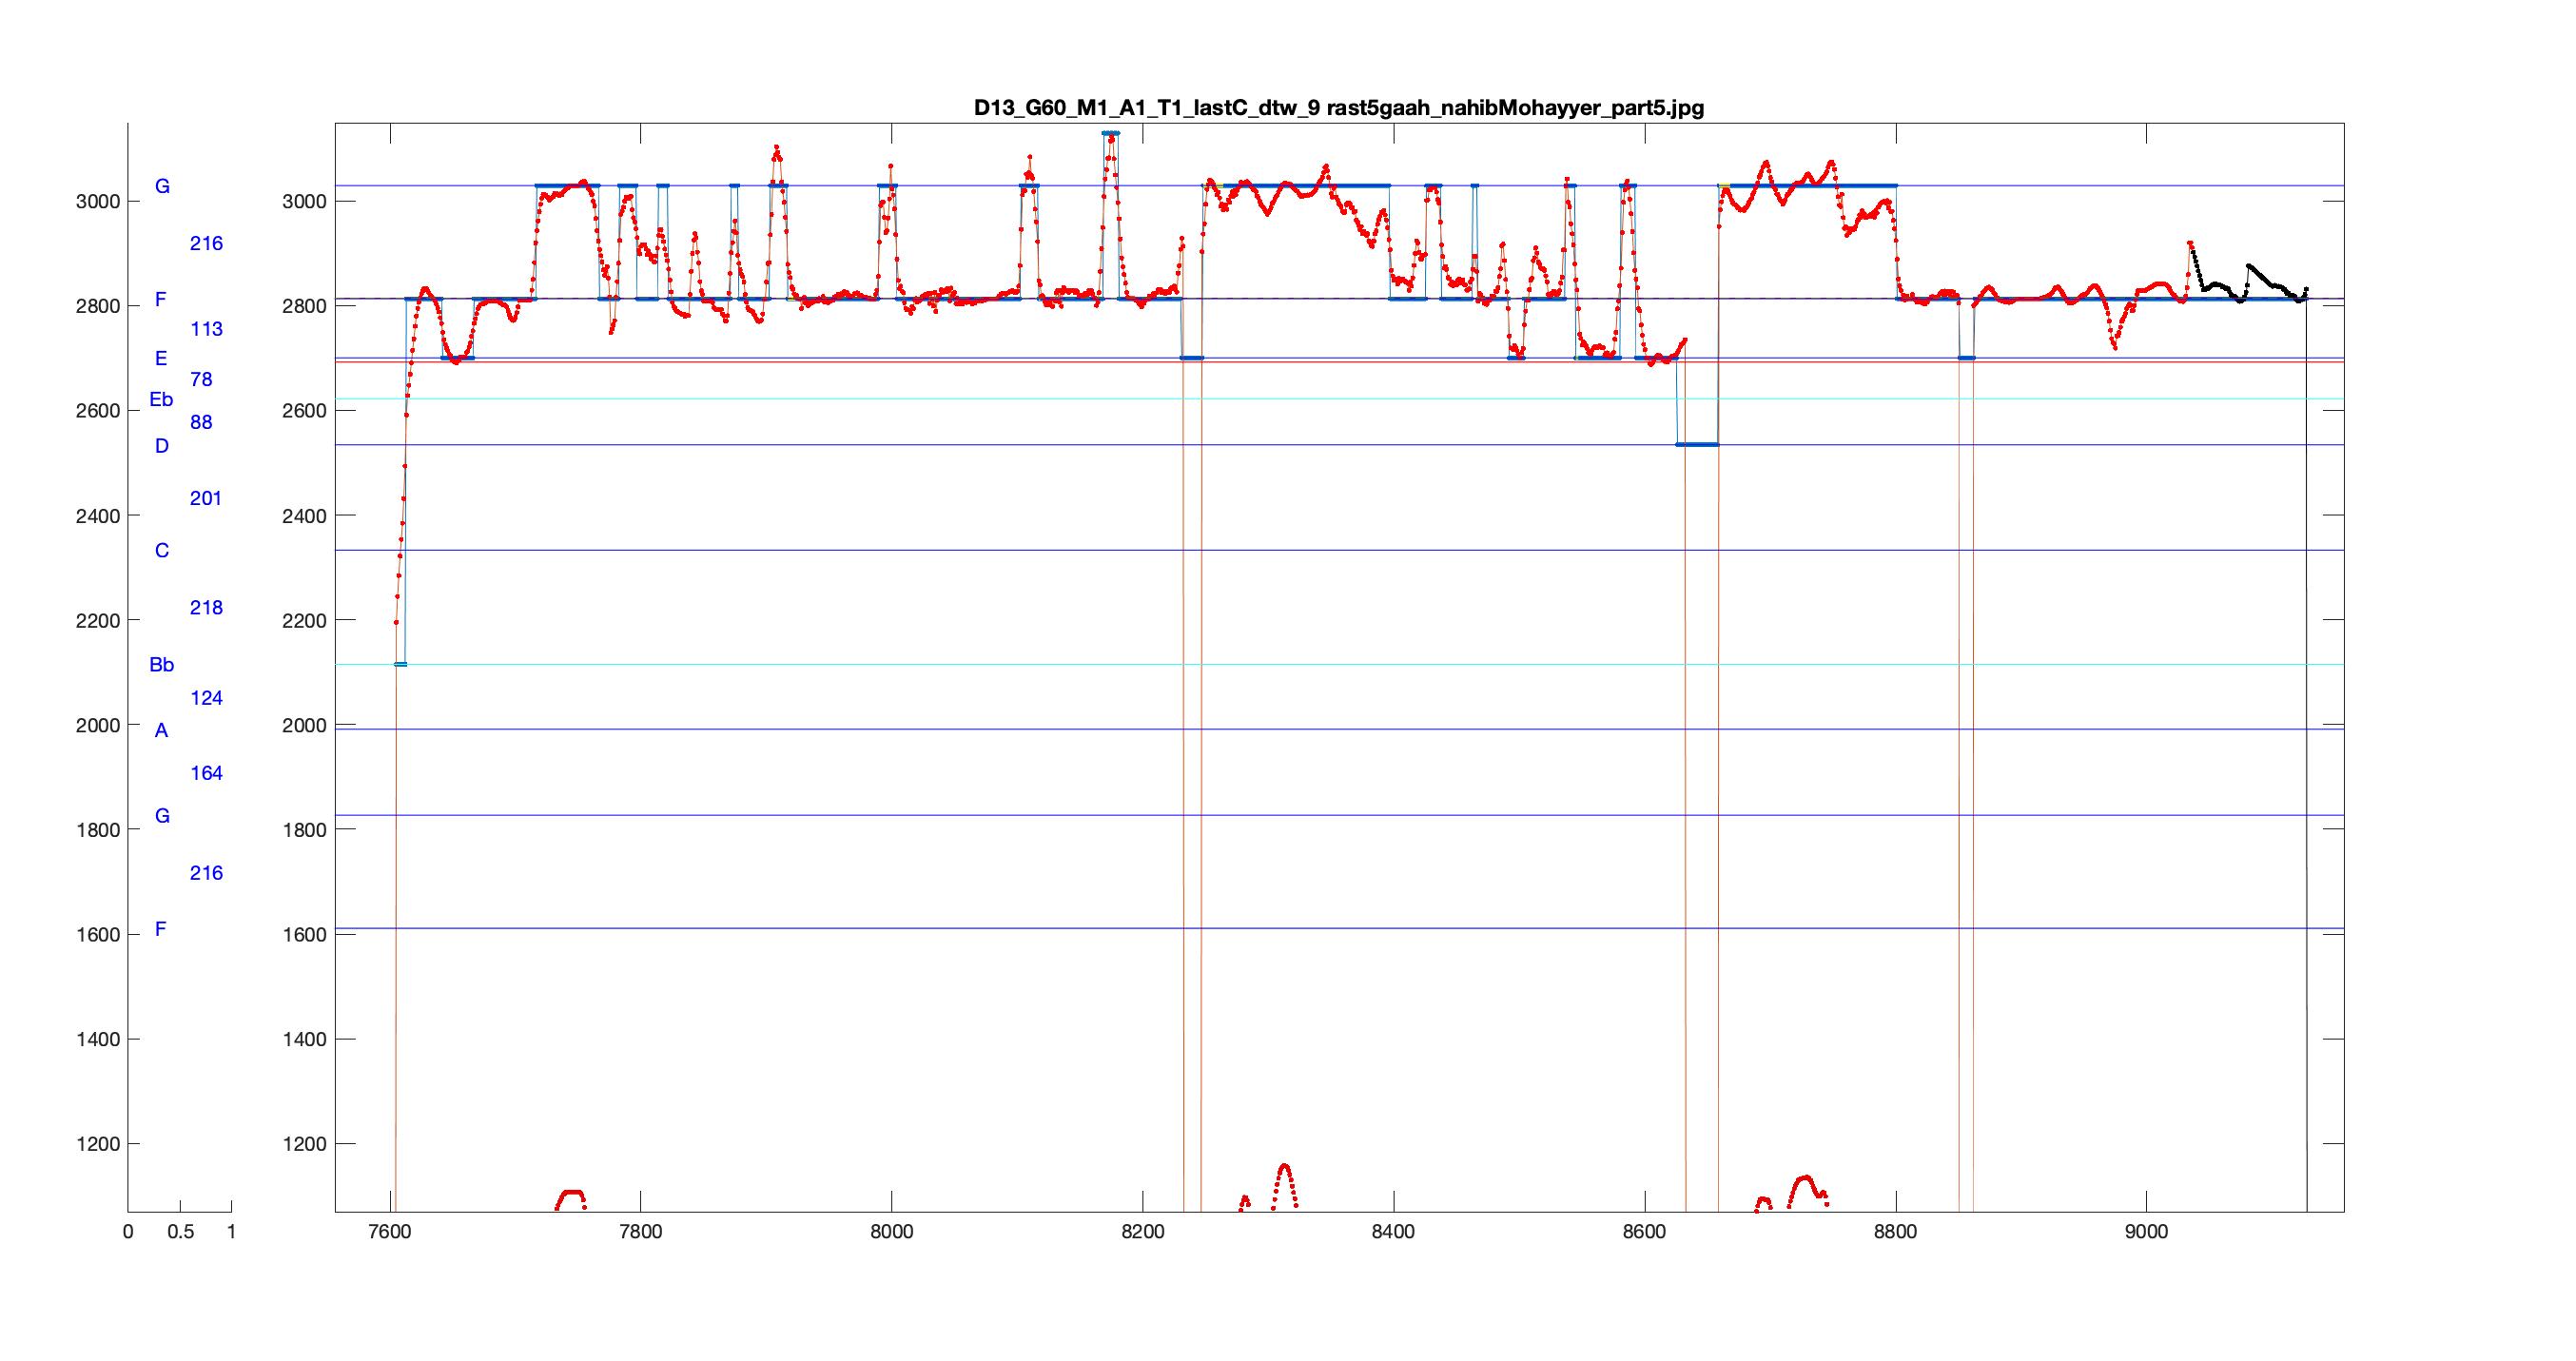 D13_G60_M1_A1_T1_lastC_dtw_9 rast5gaah_nahibMohayyer_part5.jpg
3000 G 3000
216
2800 F 2800
113
E
78
2600 Eb 2600
88
D
201
2400 2400
C
218
2200 2200
Bb
124
2000 A 2000
164
1800 G 1800
216
1600 F 1600
1400 1400
1200 1200
0 0.5 1 7600 7800 8000 8200 8400 8600 8800 9000